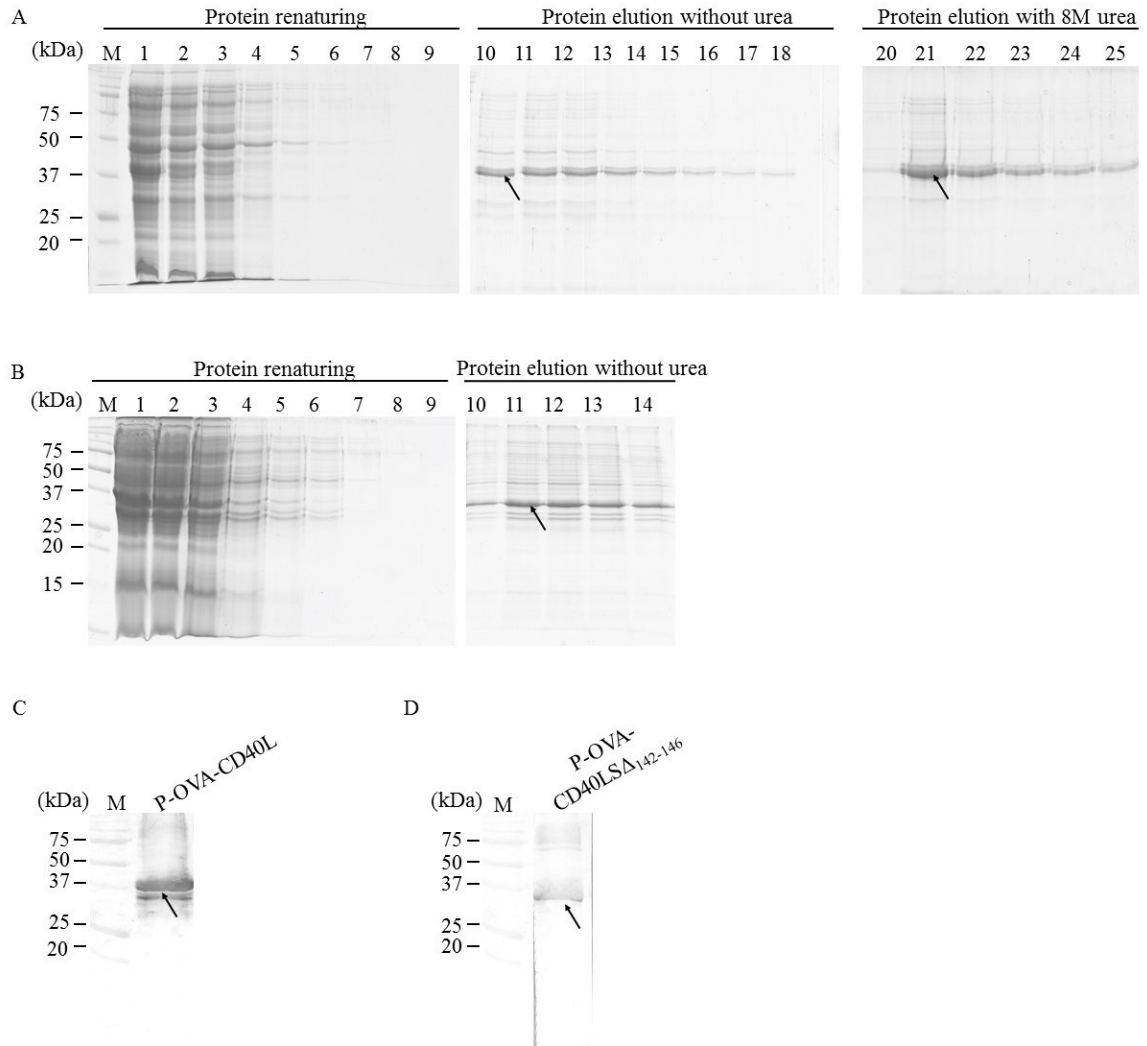 A
Protein renaturing
Protein elution without urea
Protein elution with 8M urea
(kDa) M 1 2 3 4 5 6 7 8 9 10 11 12 13 14 15 16 17 18 20 21 22 23 24 25
75
50
37
25
20
B
Protein renaturing
Protein elution without urea
(kDa) M 1 2 3 4 5 6 7 8 9 10 11 12 13 14
75
50
37
25
20
15
C
P-OVA-CD40L
(kDa) M
75
50
37
25
20
D
P-OVA-
CD40LSΔ142-146
(kDa) M
75
50
37
25
20